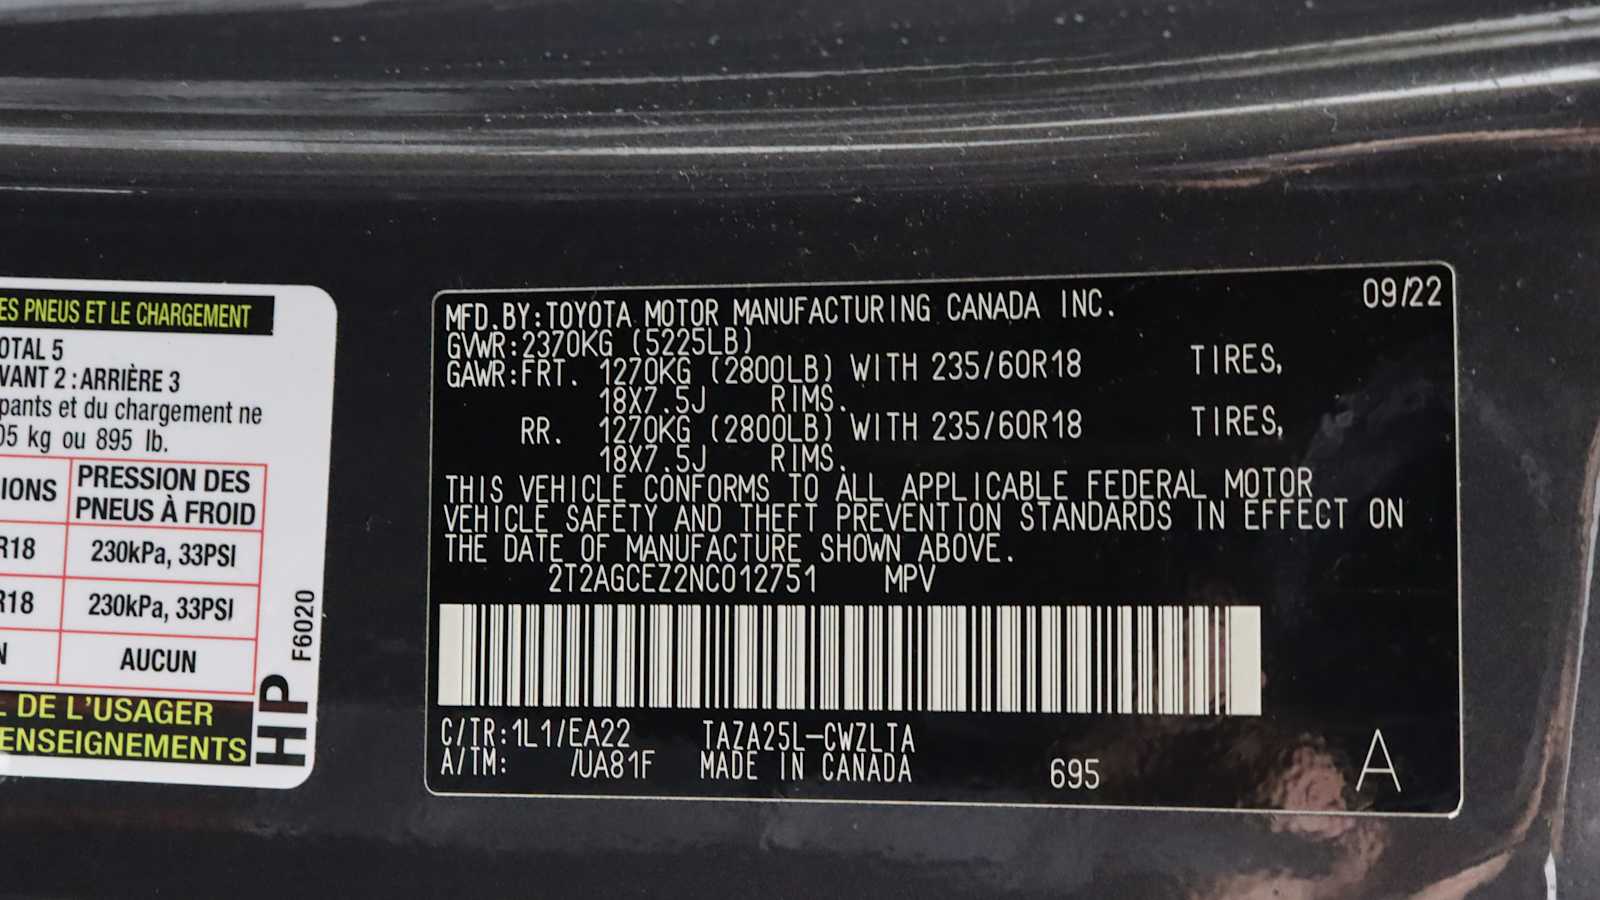 ES PNEUS ET LE CHARGEMENT
OTAL 5
VANT 2 : ARRIÈRE 3
pants et du chargement ne
05 kg ou 895 lb.
IONS PRESSION DES PNEUS À FROID
R18 230kPa, 33PSI
R18 230kPa, 33PSI
N AUCUN
L DE L'USAGER
ENSEIGNEMENTS
HP
F6020
09/22
MFD.BY:TOYOTA MOTOR MANUFACTURING CANADA INC.
GVWR:2370KG (5225LB)
GAWR:FRT. 1270KG (2800LB) WITH 235/60R18 TIRES,
18X7.5J RIMS.
RR. 1270KG (2800LB) WITH 235/60R18 TIRES,
18X7.5J RIMS.
THIS VEHICLE CONFORMS TO ALL APPLICABLE FEDERAL MOTOR
VEHICLE SAFETY AND THEFT PREVENTION STANDARDS IN EFFECT ON
THE DATE OF MANUFACTURE SHOWN ABOVE.
2T2AGCEZ2NC012751 MPV
C/TR:1L1/EA22 TAZA25L-CWZLTA
A/TM: /UA81F MADE IN CANADA 695 A